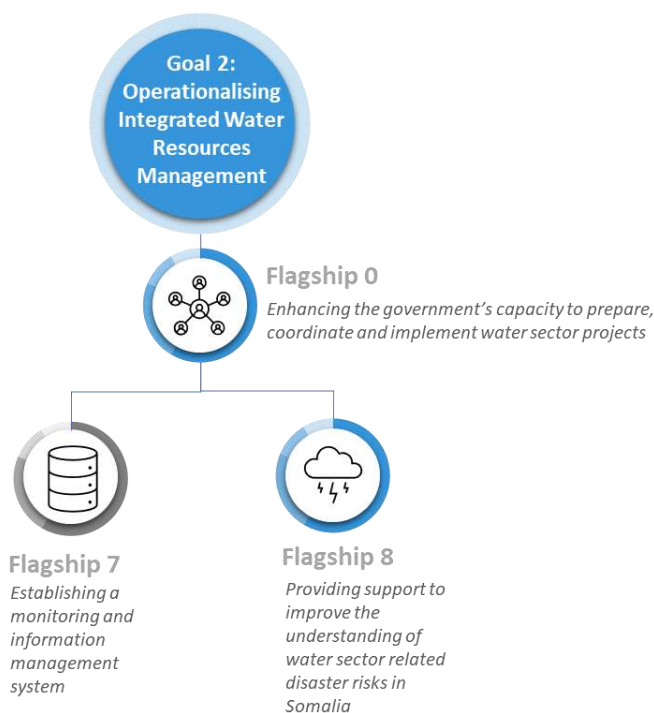 Goal 2:
Operationalising
Integrated Water
Resources
Management
Flagship 0
Enhancing the government’s capacity to prepare,
coordinate and implement water sector projects
Flagship 7
Establishing a
monitoring and
information
management
system
Flagship 8
Providing support to
improve the
understanding of
water sector related
disaster risks in
Somalia